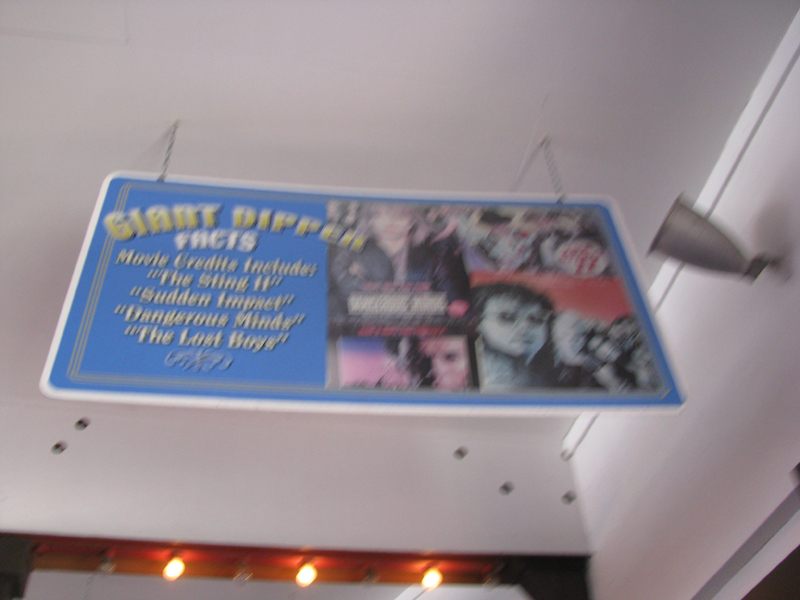 GIANT DIPPER
FACTS
Movie Credits Include:
"The Sting II"
"Sudden Impact"
"Dangerous Minds"
"The Lost Boys"